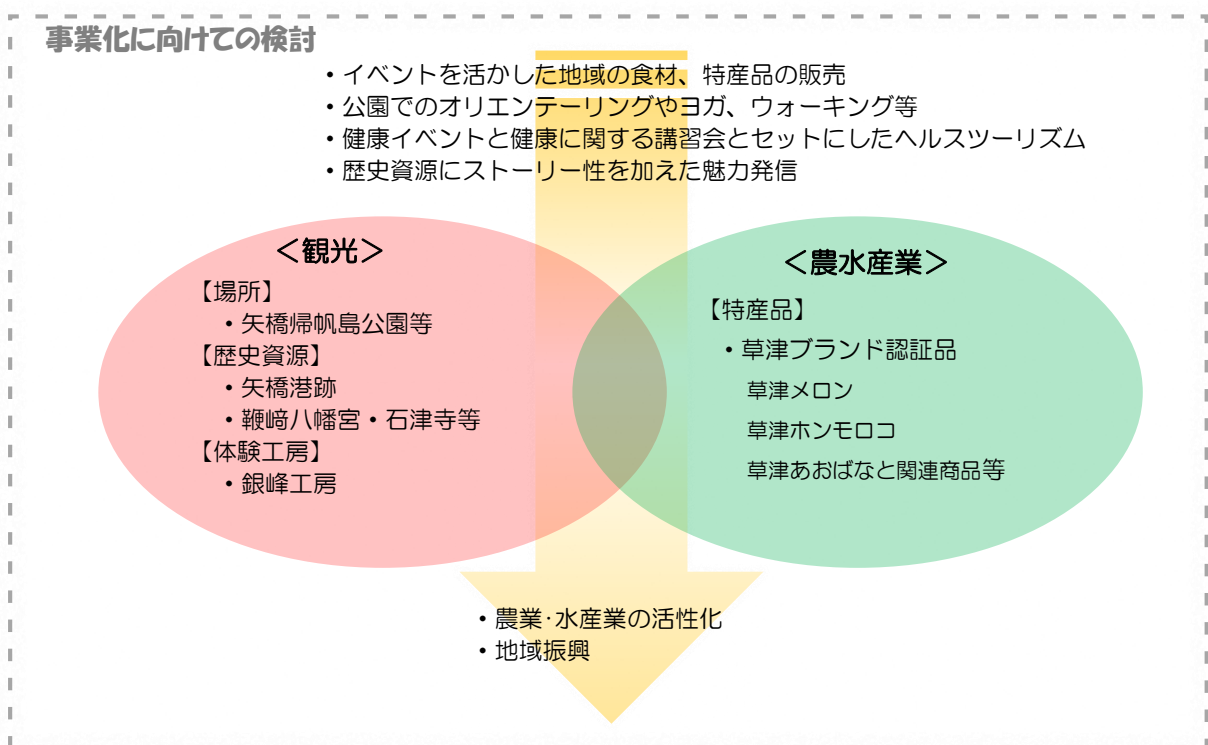 事業化に向けての検討
・イベントを活かした地域の食材、特産品の販売
・公園でのオリエンテーリングやヨガ、ウォーキング等
・健康イベントと健康に関する講習会とセットにしたヘルスツーリズム
・歴史資源にストーリー性を加えた魅力発信
＜観光＞
【場所】
・矢橋帰帆島公園等
【歴史資源】
・矢橋港跡
・鞭﨑八幡宮・石津寺等
【体験工房】
・銀峰工房
＜農水産業＞
【特産品】
・草津ブランド認証品
草津メロン
草津ホンモロコ
草津あおばなと関連商品等
・農業･水産業の活性化
・地域振興